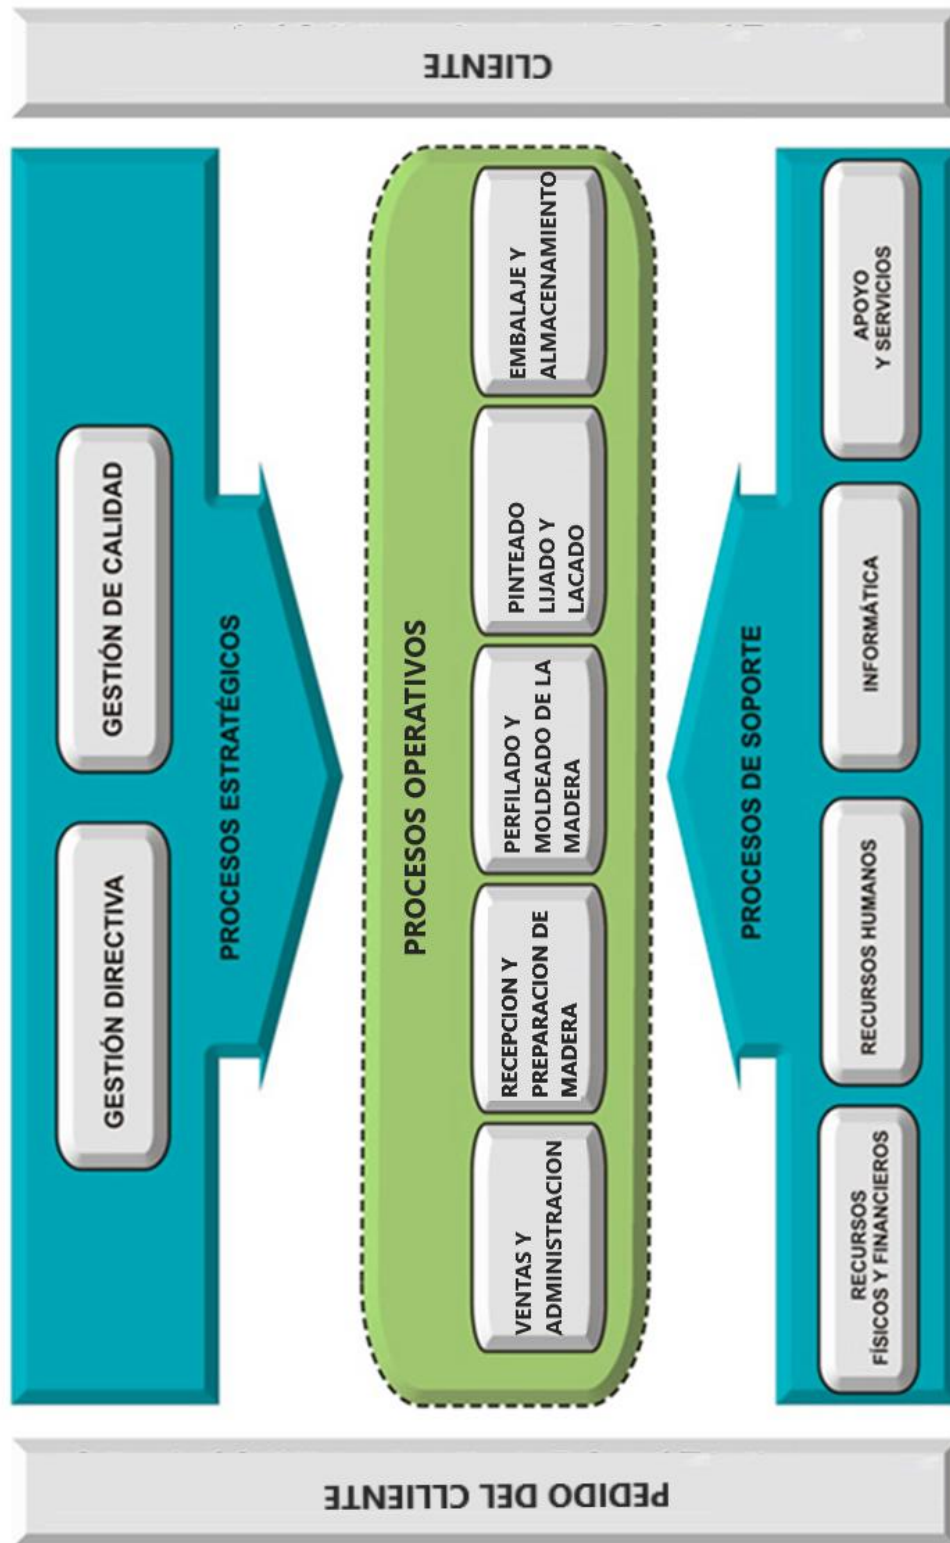 PEDIDO DEL CLLIENTE
GESTIÓN DIRECTIVA
GESTIÓN DE CALIDAD
PROCESOS ESTRATÉGICOS
PROCESOS OPERATIVOS
VENTAS Y
ADMINISTRACION
RECEPCION Y
PREPARACION DE
MADERA
PERFILADO Y
MOLDEADO DE LA
MADERA
PINTEADO
LIJADO Y
LACADO
EMBALAJE Y
ALMACENAMIENTO
PROCESOS DE SOPORTE
RECURSOS
FÍSICOS Y FINANCIEROS
RECURSOS HUMANOS
INFORMÁTICA
APOYO
Y SERVICIOS
CLIENTE